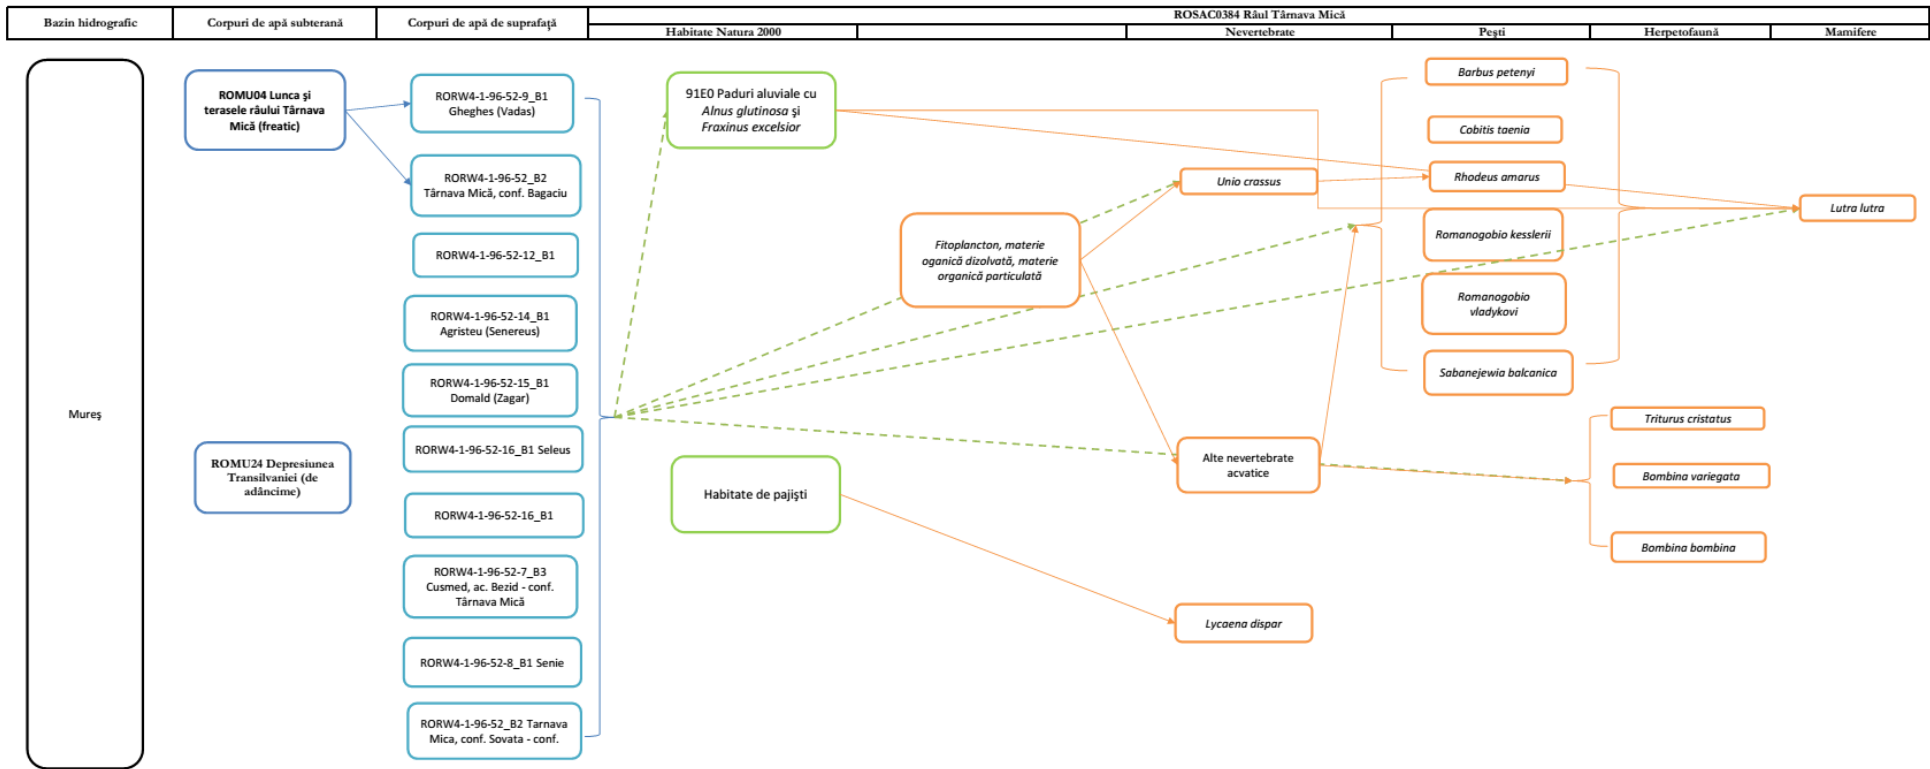 Bazin hidrografic
Corpuri de apă subterană
Corpuri de apă de suprafaţă
ROSAC0384 Râul Târnava Mică
Habitate Natura 2000
Nevertebrate
Peşti
Herpetofaună
Mamifere
Mureş
ROMU04 Lunca şi
terasele râului Târnava
Mică (freatic)
ROMU24 Depresiunea
Transilvaniei (de
adâncime)
RORW4-1-96-52-9_B1
Gheghes (Vadas)
RORW4-1-96-52_B2
Târnava Mică, conf. Bagaciu
RORW4-1-96-52-12_B1
RORW4-1-96-52-14_B1
Agristeu (Senereus)
RORW4-1-96-52-15_B1
Domald (Zagar)
RORW4-1-96-52-16_B1 Seleus
RORW4-1-96-52-16_B1
RORW4-1-96-52-7_B3
Cusmed, ac. Bezid - conf.
Târnava Mică
RORW4-1-96-52-8_B1 Senie
RORW4-1-96-52_B2 Tarnava
Mica, conf. Sovata - conf.
91E0 Paduri aluviale cu
Alnus glutinosa şi
Fraxinus excelsior
Habitate de pajişti
Fitoplancton, materie
oganică dizolvată, materie
organică particulată
Unio crassus
Alte nevertebrate
acvatice
Lycaena dispar
Barbus petenyi
Cobitis taenia
Rhodeus amarus
Romanogobio kesslerii
Romanogobio
vladykovi
Sabanejewia balcanica
Triturus cristatus
Bombina variegata
Bombina bombina
Lutra lutra